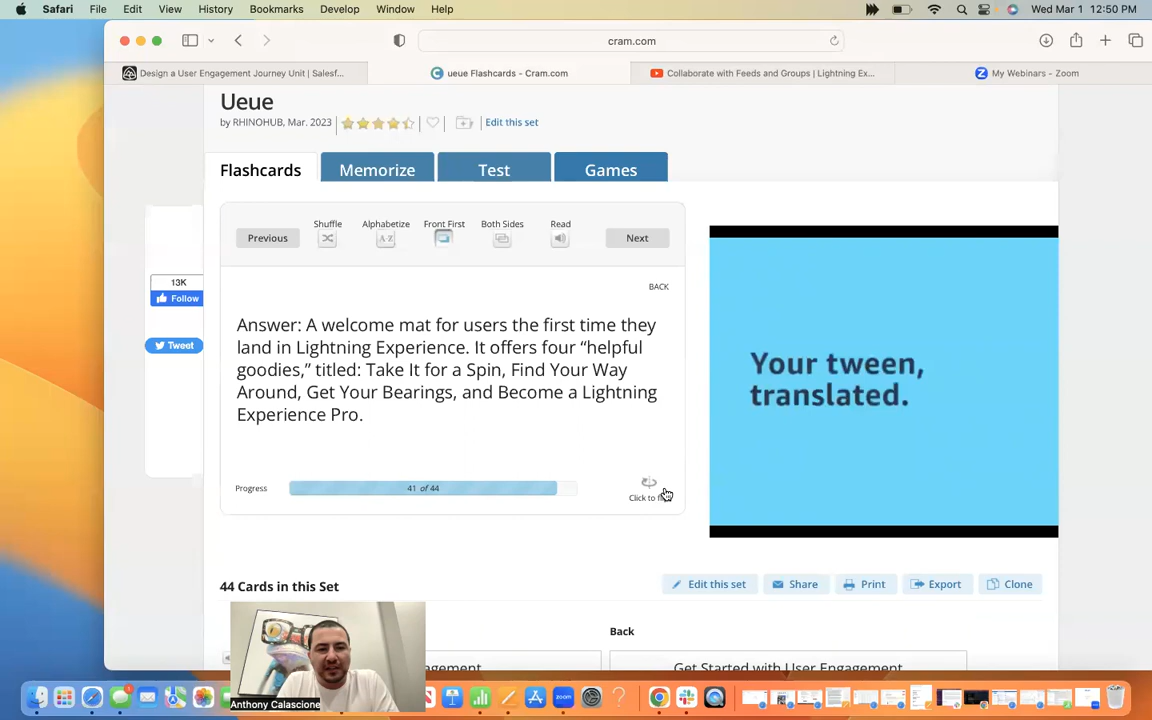 Safari File Edit View History Bookmarks Develop Window Help Wed Mar 1 12:50 PM
cram.com
Design a User Engagement Journey Unit | Salesf...
ueue Flashcards - Cram.com
Collaborate with Feeds and Groups | Lightning Ex...
My Webinars - Zoom
Ueue
by RHINOHUB, Mar. 2023
Edit this set
Flashcards
Memorize
Test
Games
Previous
Shuffle
Alphabetize
A-Z
Front First
Both Sides
Read
Next
BACK
13K
Follow
Tweet
Answer: A welcome mat for users the first time they
land in Lightning Experience. It offers four “helpful
goodies,” titled: Take It for a Spin, Find Your Way
Around, Get Your Bearings, and Become a Lightning
Experience Pro.
Progress
41 of 44
Click to
Your tween,
translated.
44 Cards in this Set
Edit this set
Share
Print
Export
Clone
Back
Get Started with User Engagement
Anthony Calascione
zoom